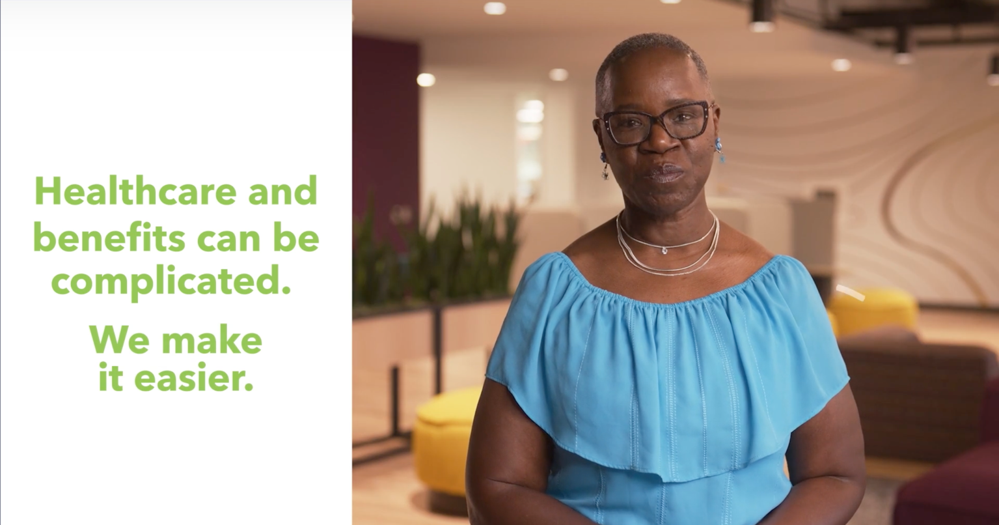 Healthcare and
benefits can be
complicated.
We make
it easier.